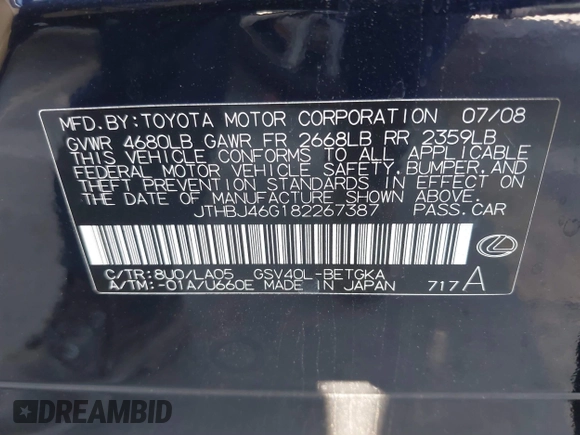 MFD.BY:TOYOTA MOTOR CORPORATION 07/08
GVWR 4680LB GAWR FR 2668LB RR 2359LB
THIS VEHICLE CONFORMS TO ALL APPLICABLE
FEDERAL MOTOR VEHICLE SAFETY,BUMPER,AND
THEFT PREVENTION STANDARDS IN EFFECT ON
THE DATE OF MANUFACTURE SHOWN ABOVE.
JTHBJ46G182267387 PASS.CAR
C/TR:8U0/LA05 GSV40L-BETGKA
A/TM:-01A/U660E MADE IN JAPAN 717A
DREAMBID